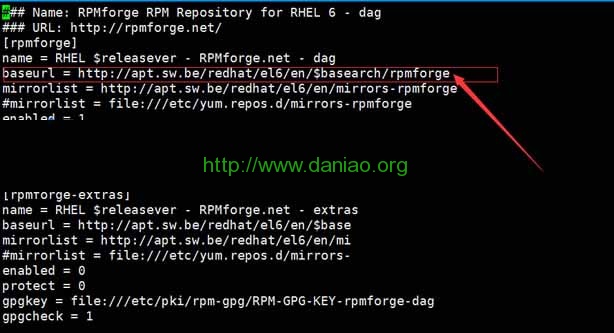 ### Name: RPMforge RPM Repository for RHEL 6 - dag
### URL: http://rpmforge.net/
[rpmforge]
name = RHEL $releasever - RPMforge.net - dag
baseurl = http://apt.sw.be/redhat/el6/en/$basearch/rpmforge
mirrorlist = http://apt.sw.be/redhat/el6/en/mirrors-rpmforge
#mirrorlist = file:///etc/yum.repos.d/mirrors-rpmforge
enabled = 1
http://www.daniao.org
[rpmforge-extras]
name = RHEL $releasever - RPMforge.net - extras
baseurl = http://apt.sw.be/redhat/el6/en/$base
mirrorlist = http://apt.sw.be/redhat/el6/en/mi
#mirrorlist = file:///etc/yum.repos.d/mirrors-
enabled = 0
protect = 0
gpgkey = file:///etc/pki/rpm-gpg/RPM-GPG-KEY-rpmforge-dag
gpgcheck = 1